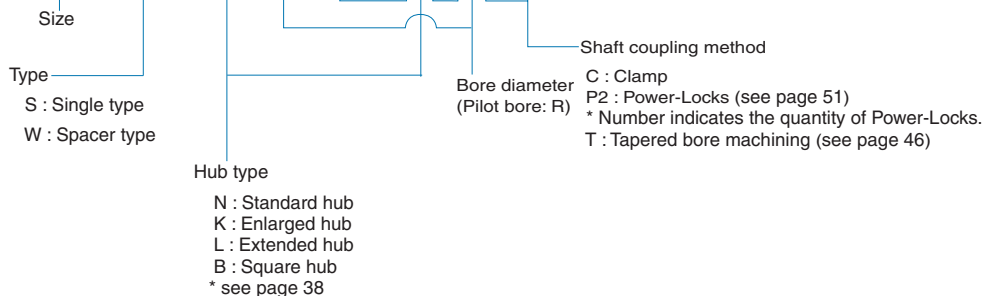 Size
Type
S : Single type
W : Spacer type
Hub type
N : Standard hub
K : Enlarged hub
L : Extended hub
B : Square hub
* see page 38
Bore diameter
(Pilot bore: R)
Shaft coupling method
C : Clamp
P2 : Power-Locks (see page 51)
* Number indicates the quantity of Power-Locks.
T : Tapered bore machining (see page 46)